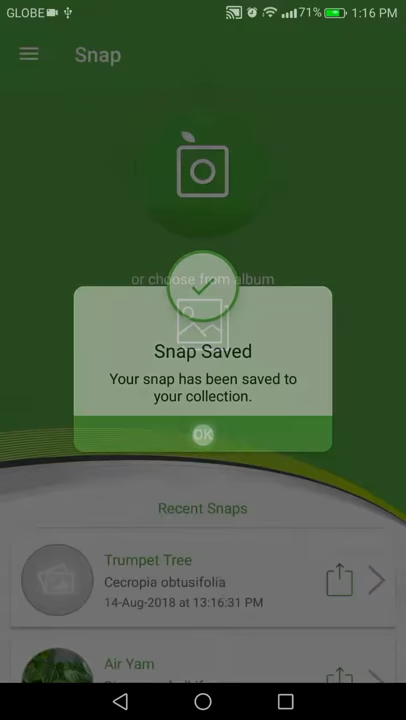 GLOBE 71% 1:16 PM
Snap
or choose from album
Snap Saved
Your snap has been saved to
your collection.
OK
Recent Snaps
Trumpet Tree
Cecropia obtusifolia
14-Aug-2018 at 13:16:31 PM
Air Yam